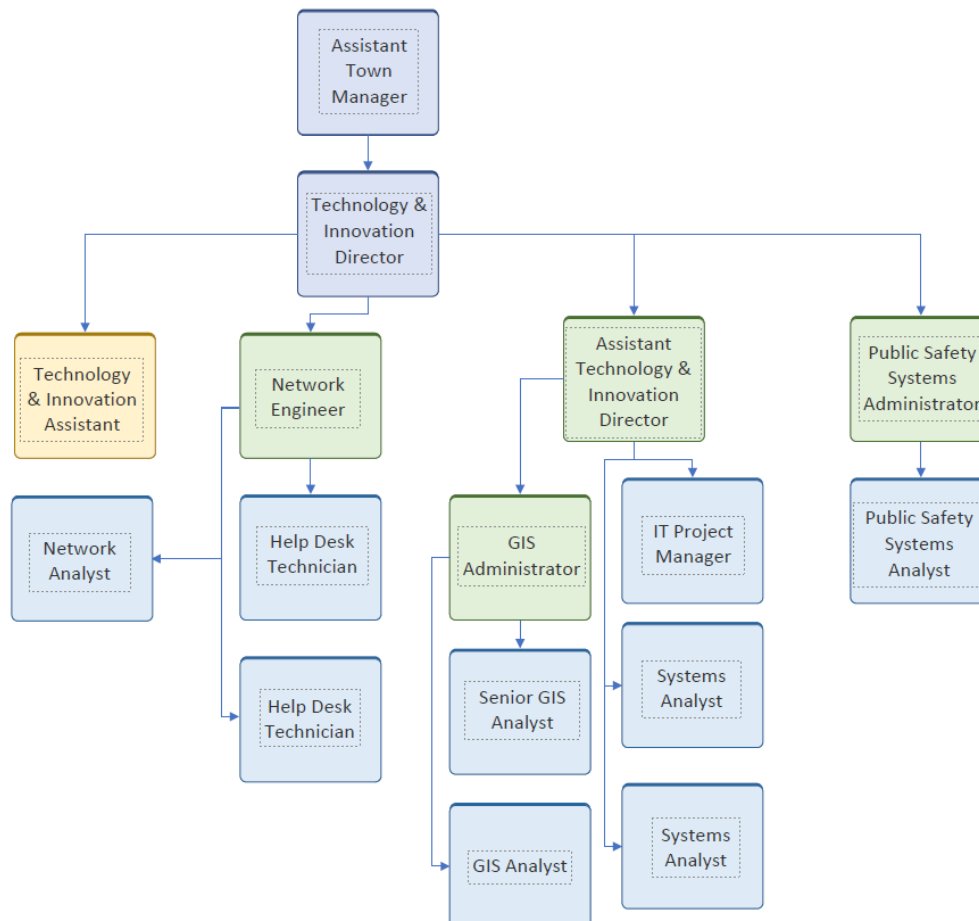 Assistant
Town
Manager
Technology &
Innovation
Director
Technology
& Innovation
Assistant
Network
Engineer
Assistant
Technology &
Innovation
Director
Public Safety
Systems
Administrator
Network
Analyst
Help Desk
Technician
GIS
Administrator
IT Project
Manager
Public Safety
Systems
Analyst
Help Desk
Technician
Senior GIS
Analyst
Systems
Analyst
GIS Analyst
Systems
Analyst